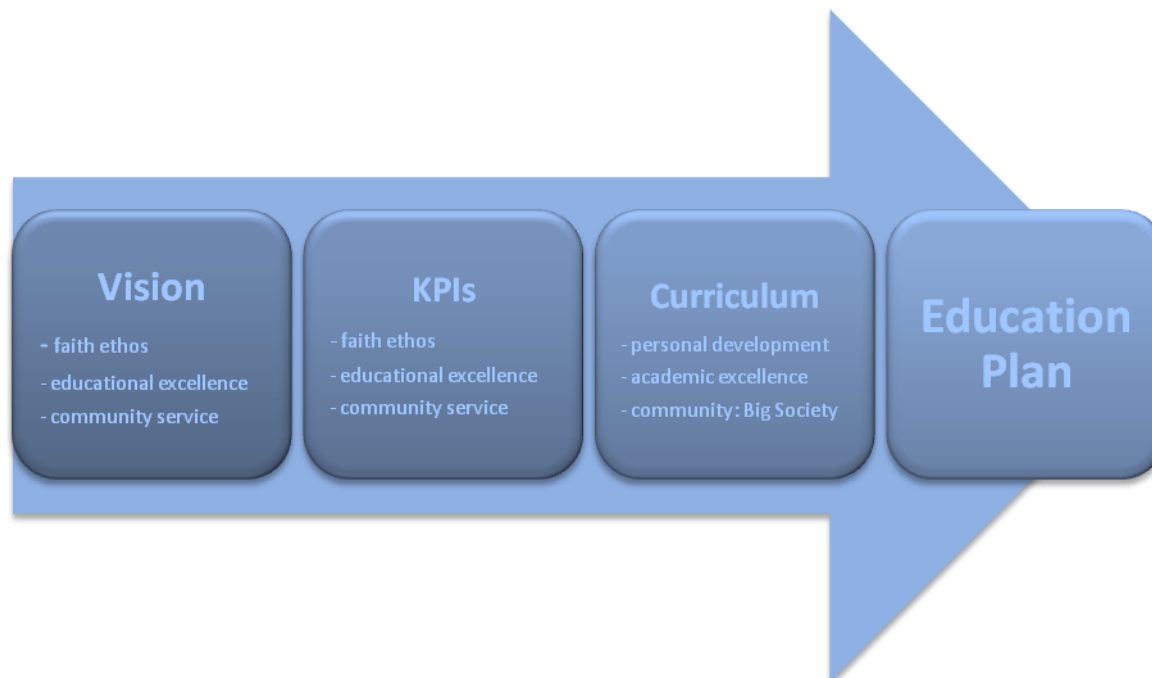 Vision
- faith ethos
- educational excellence
- community service
KPIs
- faith ethos
- educational excellence
- community service
Curriculum
- personal development
- academic excellence
- community: Big Society
Education
Plan